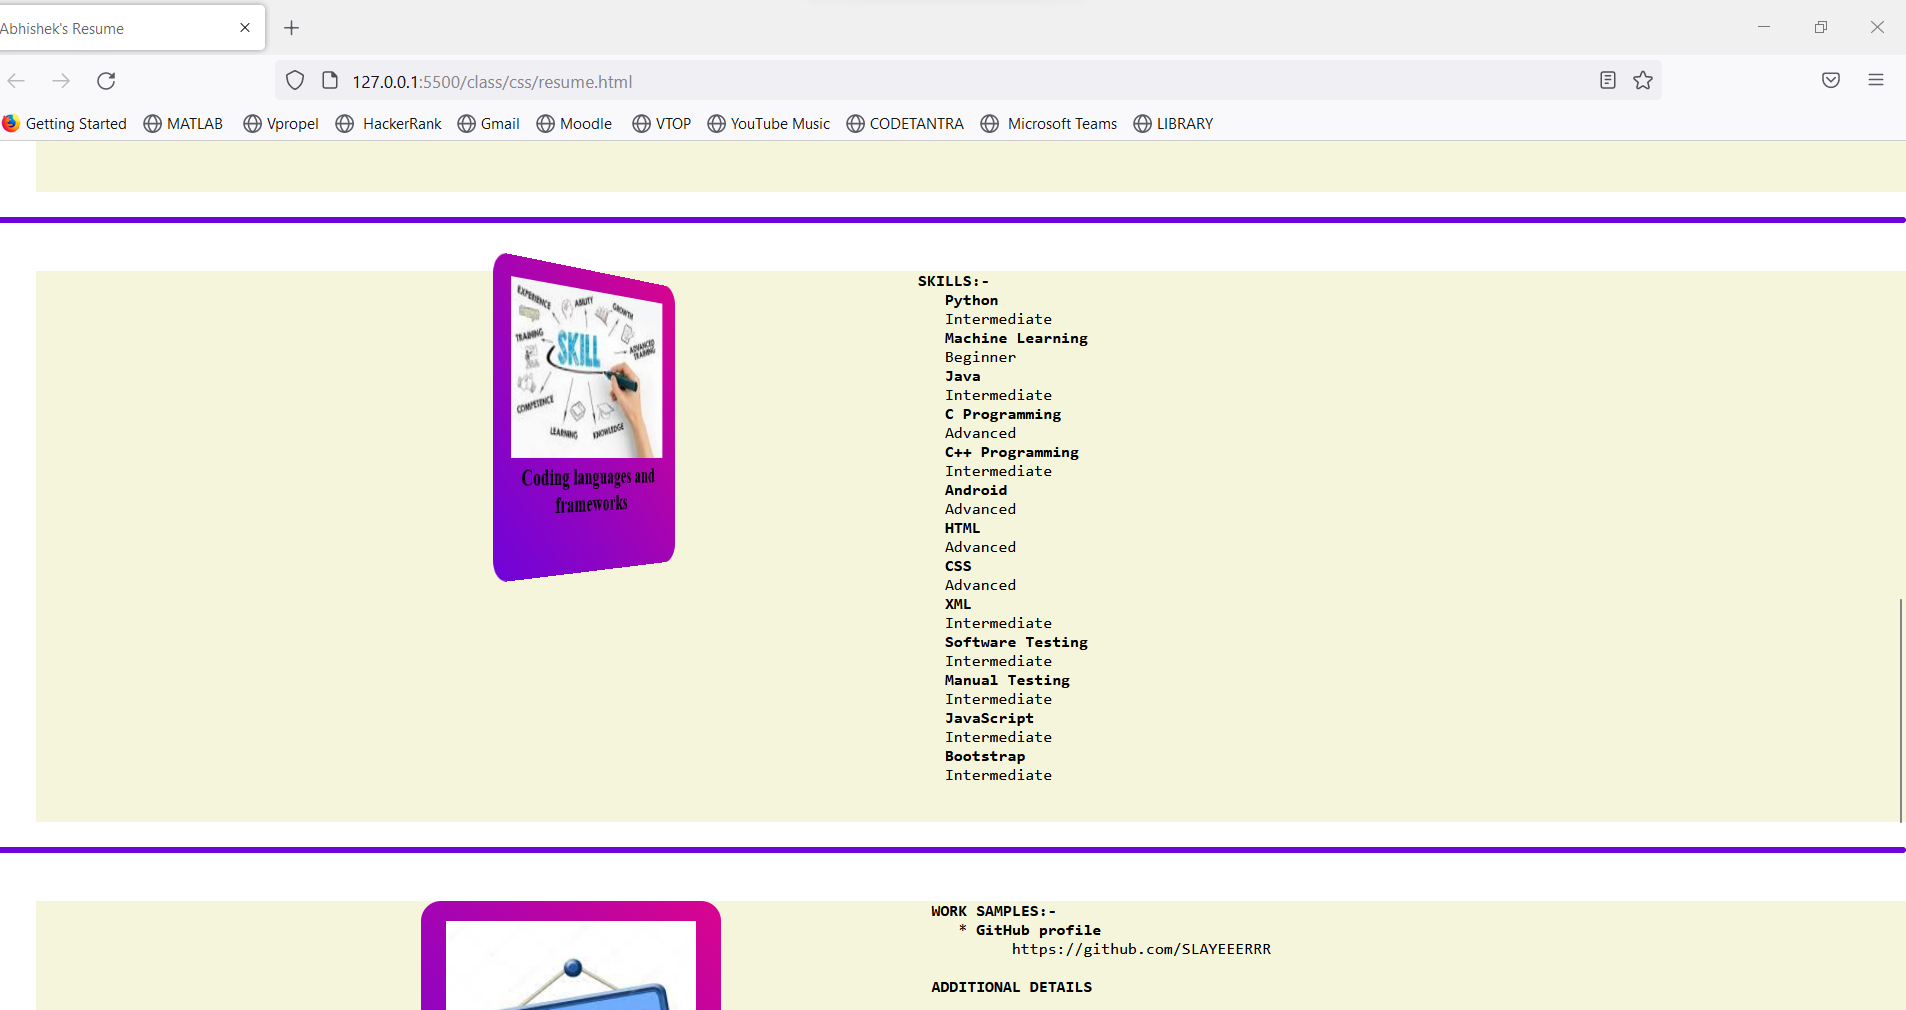 Abhishek's Resume
127.0.0.1:5500/class/css/resume.html
Getting Started MATLAB Vpropel HackerRank Gmail Moodle VTOP YouTube Music CODETANTRA Microsoft Teams LIBRARY
EXPERIENCE
ABILITY
GROWTH
TRAINING
SKILL
ADVANCED TRAINING
COMPETENCE
LEARNING
KNOWLEDGE
Coding languages and
frameworks
SKILLS:-
Python
Intermediate
Machine Learning
Beginner
Java
Intermediate
C Programming
Advanced
C++ Programming
Intermediate
Android
Advanced
HTML
Advanced
CSS
Advanced
XML
Intermediate
Software Testing
Intermediate
Manual Testing
Intermediate
JavaScript
Intermediate
Bootstrap
Intermediate
WORK SAMPLES:-
* GitHub profile
https://github.com/SLAYEEERRR
ADDITIONAL DETAILS